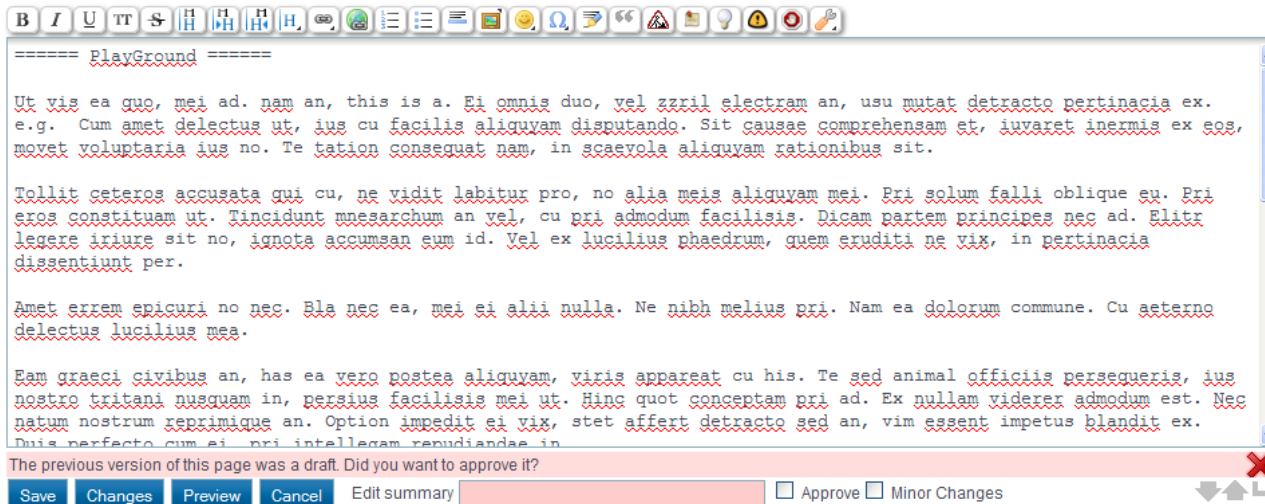 B I U TT S H H H H
====== PlayGround ======
Ut vis ea quo, mei ad. nam an, this is a. Ei omnis duo, vel zzril electram an, usu mutat detracto pertinacia ex.
e.g.  Cum amet delectus ut, ius cu facilis aliquyam disputando. Sit causae comprehensam et, iuvaret inermis ex eos,
movet voluptaria ius no. Te tation consequat nam, in scaevola aliquyam rationibus sit.
Tollit ceteros accusata qui cu, ne vidit labitur pro, no alia meis aliquyam mei. Pri solum falli oblique eu. Pri
eros constituam ut. Tincidunt mnesarchum an vel, cu pri admodum facilisis. Dicam partem principes nec ad. Elitr
legere iriure sit no, ignota accumsan eum id. Vel ex lucilius phaedrum, quem eruditi ne vix, in pertinacia
dissentiunt per.
Amet errem epicuri no nec. Bla nec ea, mei ei alii nulla. Ne nibh melius pri. Nam ea dolorum commune. Cu aeterno
delectus lucilius mea.
Eam graeci civibus an, has ea vero postea aliquyam, viris appareat cu his. Te sed animal officiis persequeris, ius
nostro tritani nusquam in, persius facilisis mei ut. Hinc quot conceptam pri ad. Ex nullam viderer admodum est. Nec
natum nostrum reprimique an. Option impedit ei vix, stet affert detracto sed an, vim essent impetus blandit ex.
Duis perfecto cum ei, pri intellegam repudiandae in
The previous version of this page was a draft. Did you want to approve it?
Save Changes Preview Cancel Edit summary Approve Minor Changes